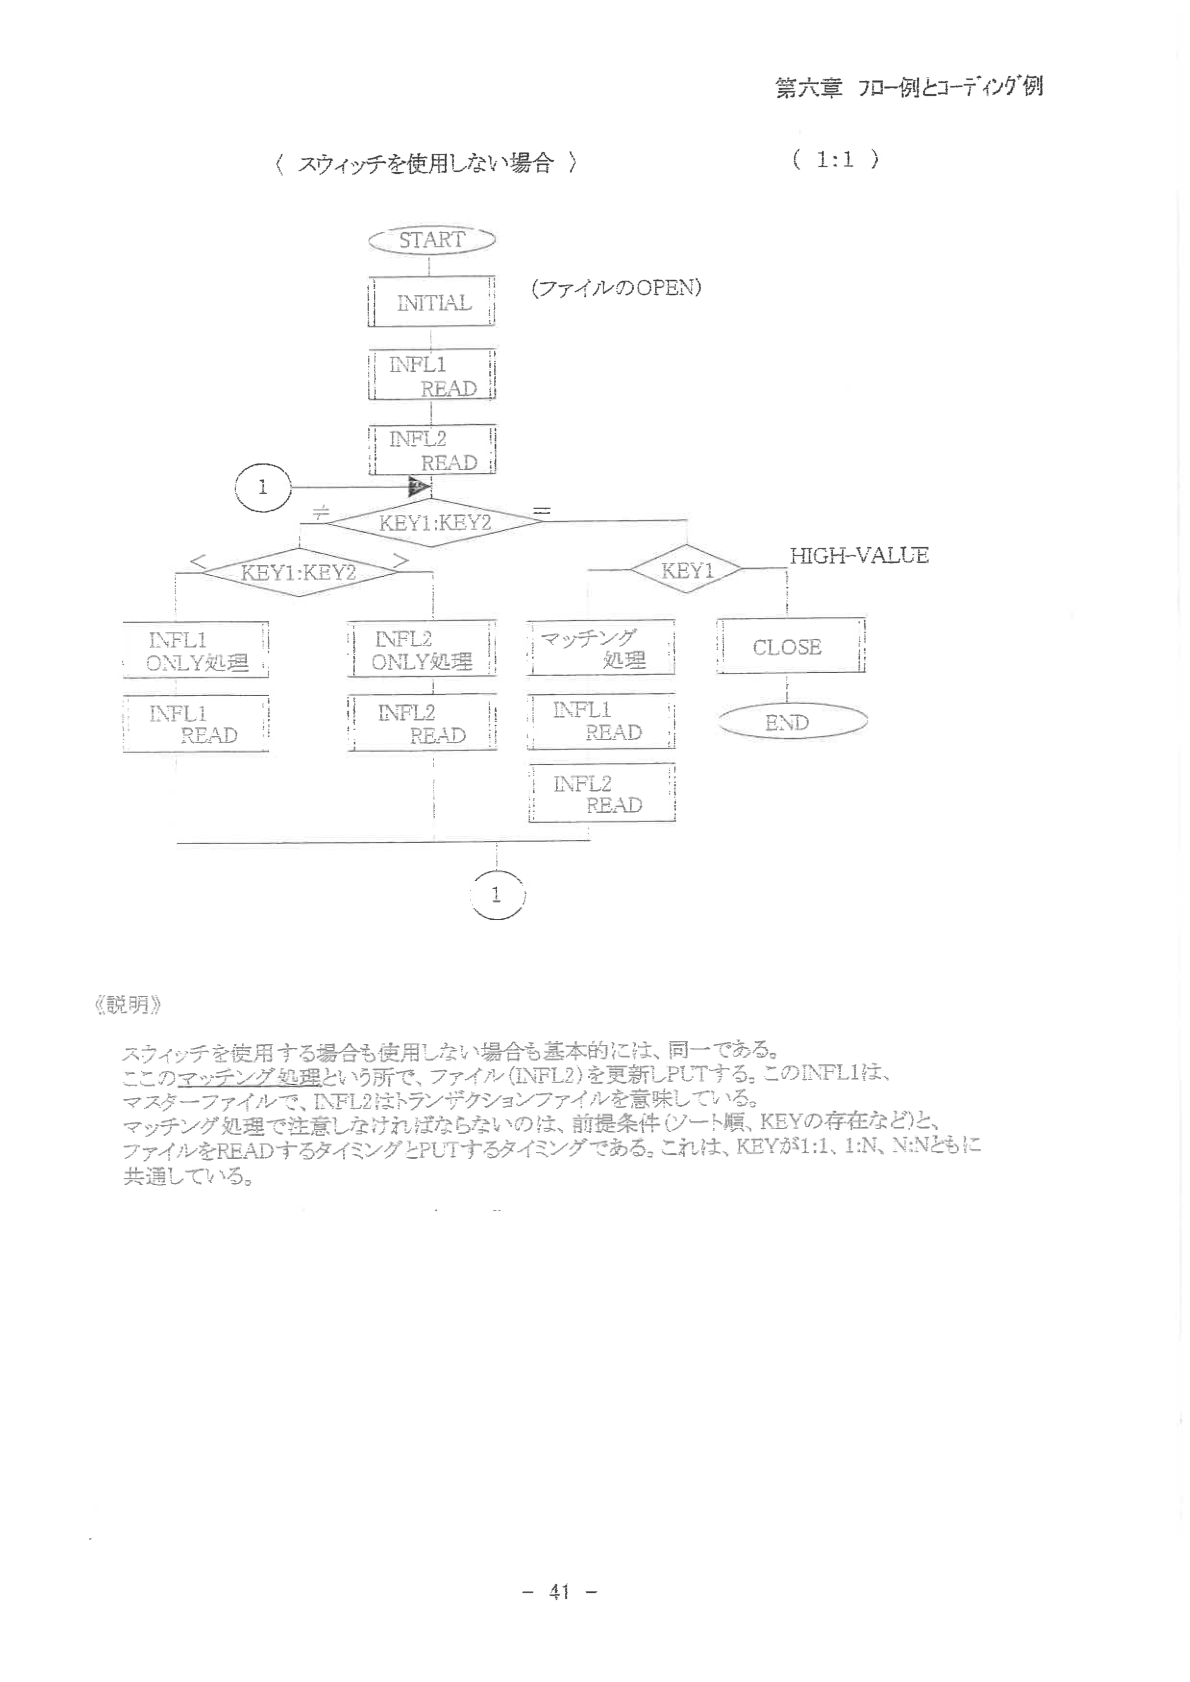 第六章 フロー例とコーディング例
〈 スウィッチを使用しない場合 〉 ( 1:1 )
START
INITIAL
(ファイルのOPEN)
INFL1
READ
INFL2
READ
1
≠ KEY1:KEY2 =
< KEY1:KEY2 >
KEY1
HIGH-VALUE
INFL1
ONLY処理
INFL2
ONLY処理
マッチング
処理
CLOSE
INFL1
READ
INFL2
READ
INFL1
READ
END
INFL2
READ
1
《説明》
スウィッチを使用する場合も使用しない場合も基本的には、同一である。
ここのマッチング処理という所で、ファイル(INFL2)を更新しPUTする。このINFL1は、
マスターファイルで、INFL2はトランザクションファイルを意味している。
マッチング処理で注意しなければならないのは、前提条件(ソート順、KEYの存在など)と、
ファイルをREADするタイミングとPUTするタイミングである。これは、KEYが1:1、1:N、N:Nともに
共通している。
- 41 -